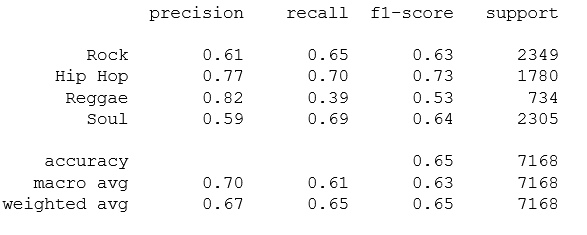 precision recall f1-score support
Rock 0.61 0.65 0.63 2349
Hip Hop 0.77 0.70 0.73 1780
Reggae 0.82 0.39 0.53 734
Soul 0.59 0.69 0.64 2305
accuracy 0.65 7168
macro avg 0.70 0.61 0.63 7168
weighted avg 0.67 0.65 0.65 7168